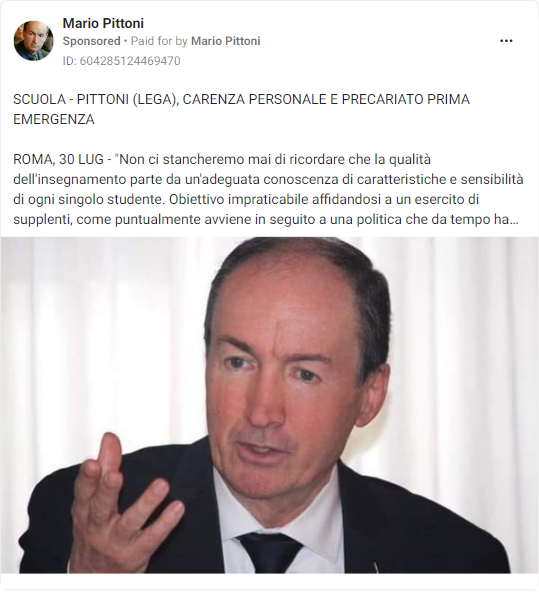 Mario Pittoni
Sponsored • Paid for by Mario Pittoni
ID: 604285124469470
SCUOLA - PITTONI (LEGA), CARENZA PERSONALE E PRECARIATO PRIMA
EMERGENZA
ROMA, 30 LUG - "Non ci stancheremo mai di ricordare che la qualità
dell'insegnamento parte da un'adeguata conoscenza di caratteristiche e sensibilità
di ogni singolo studente. Obiettivo impraticabile affidandosi a un esercito di
supplenti, come puntualmente avviene in seguito a una politica che da tempo ha...